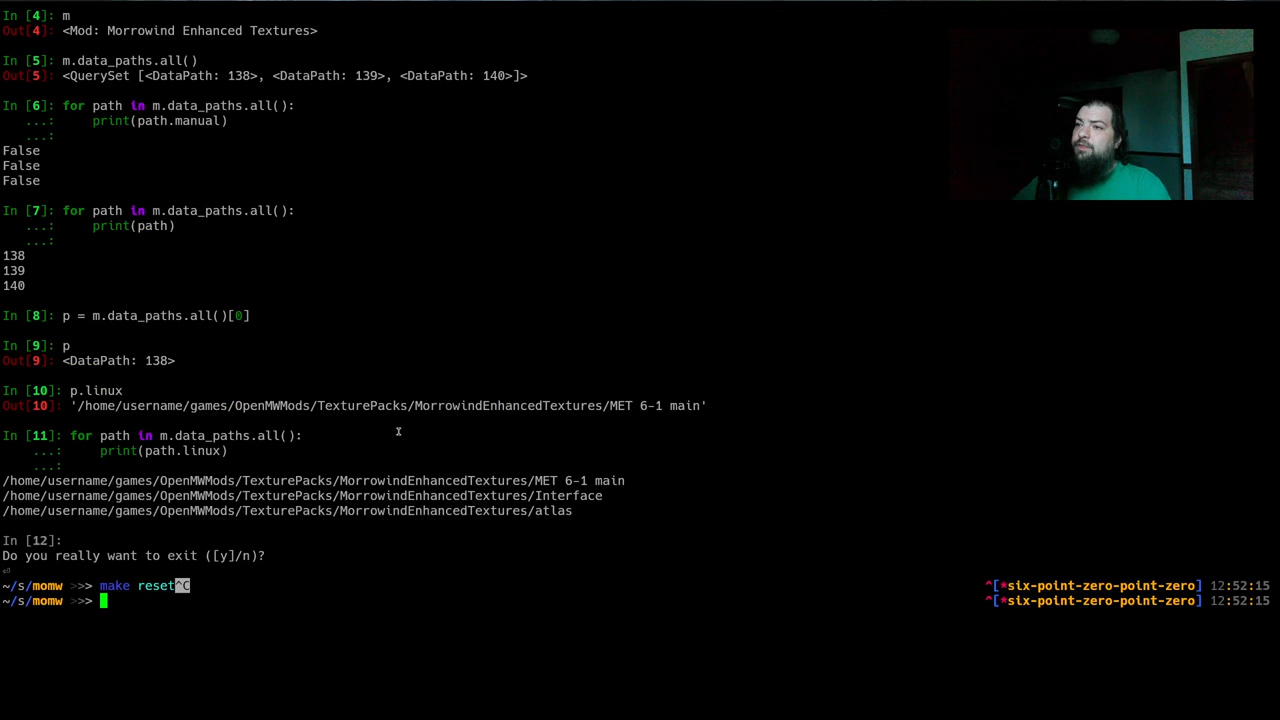 In [4]: m
Out[4]: <Mod: Morrowind Enhanced Textures>
In [5]: m.data_paths.all()
Out[5]: <QuerySet [<DataPath: 138>, <DataPath: 139>, <DataPath: 140>]>
In [6]: for path in m.data_paths.all():
   ...:     print(path.manual)
   ...:
False
False
False
In [7]: for path in m.data_paths.all():
   ...:     print(path)
   ...:
138
139
140
In [8]: p = m.data_paths.all()[0]
In [9]: p
Out[9]: <DataPath: 138>
In [10]: p.linux
Out[10]: '/home/username/games/OpenMWMods/TexturePacks/MorrowindEnhancedTextures/MET 6-1 main'
In [11]: for path in m.data_paths.all():
    ...:     print(path.linux)
    ...:
/home/username/games/OpenMWMods/TexturePacks/MorrowindEnhancedTextures/MET 6-1 main
/home/username/games/OpenMWMods/TexturePacks/MorrowindEnhancedTextures/Interface
/home/username/games/OpenMWMods/TexturePacks/MorrowindEnhancedTextures/atlas
In [12]:
Do you really want to exit ([y]/n)?
⏎
~/s/momw >>> make reset^C ^[*six-point-zero-point-zero] 12:52:15
~/s/momw >>> ^[*six-point-zero-point-zero] 12:52:15